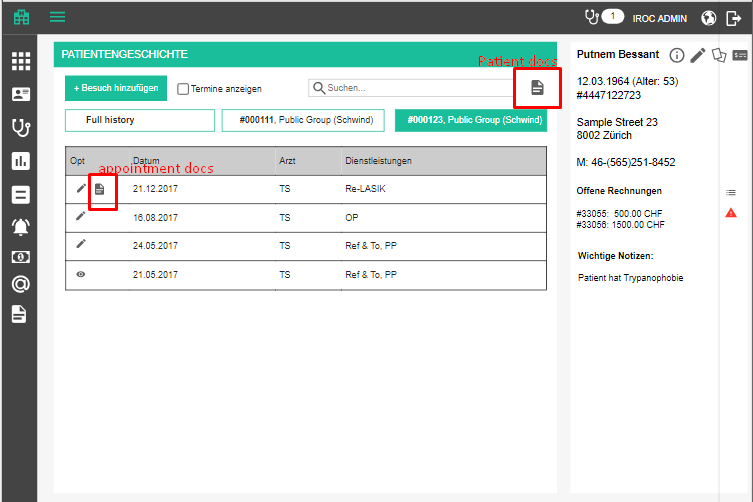 1
IROC ADMIN
PATIENTENGESCHICHTE
Patient docs
+ Besuch hinzufügen
Termine anzeigen
Suchen...
Full history
#000111, Public Group (Schwind)
#000123, Public Group (Schwind)
appointment docs
Opt Datum Arzt Dienstleistungen
21.12.2017 TS Re-LASIK
16.08.2017 TS OP
24.05.2017 TS Ref & To, PP
21.05.2017 TS Ref & To, PP
Putnem Bessant
12.03.1964 (Alter: 53)
#4447122723
Sample Street 23
8002 Zürich
M: 46-(565)251-8452
Offene Rechnungen
#33055: 500.00 CHF
#33056: 1500.00 CHF
Wichtige Notizen:
Patient hat Trypanophobie